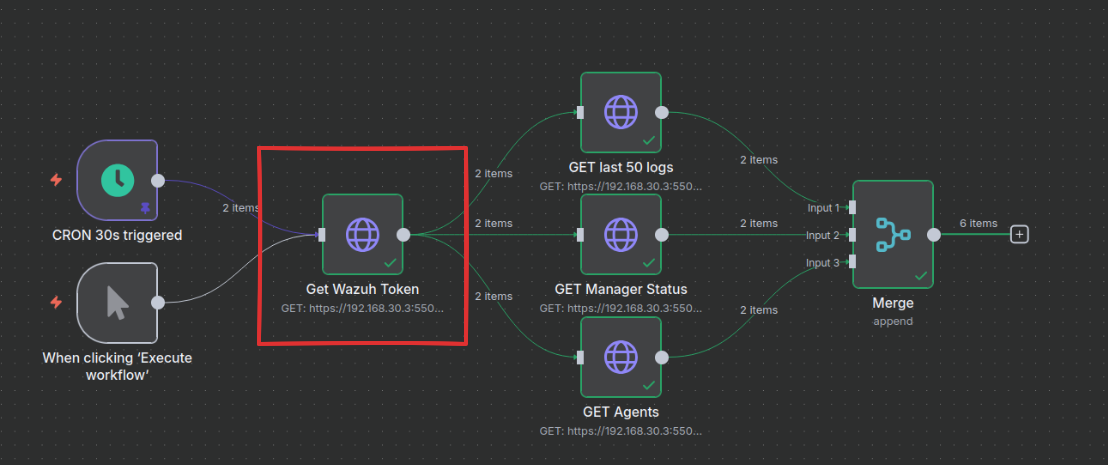 CRON 30s triggered
2 items
When clicking ‘Execute
workflow’
Get Wazuh Token
GET: https://192.168.30.3:550...
2 items
2 items
2 items
GET last 50 logs
GET: https://192.168.30.3:550...
GET Manager Status
GET: https://192.168.30.3:550...
GET Agents
GET: https://192.168.30.3:550...
2 items
2 items
2 items
Input 1
Input 2
Input 3
Merge
append
6 items